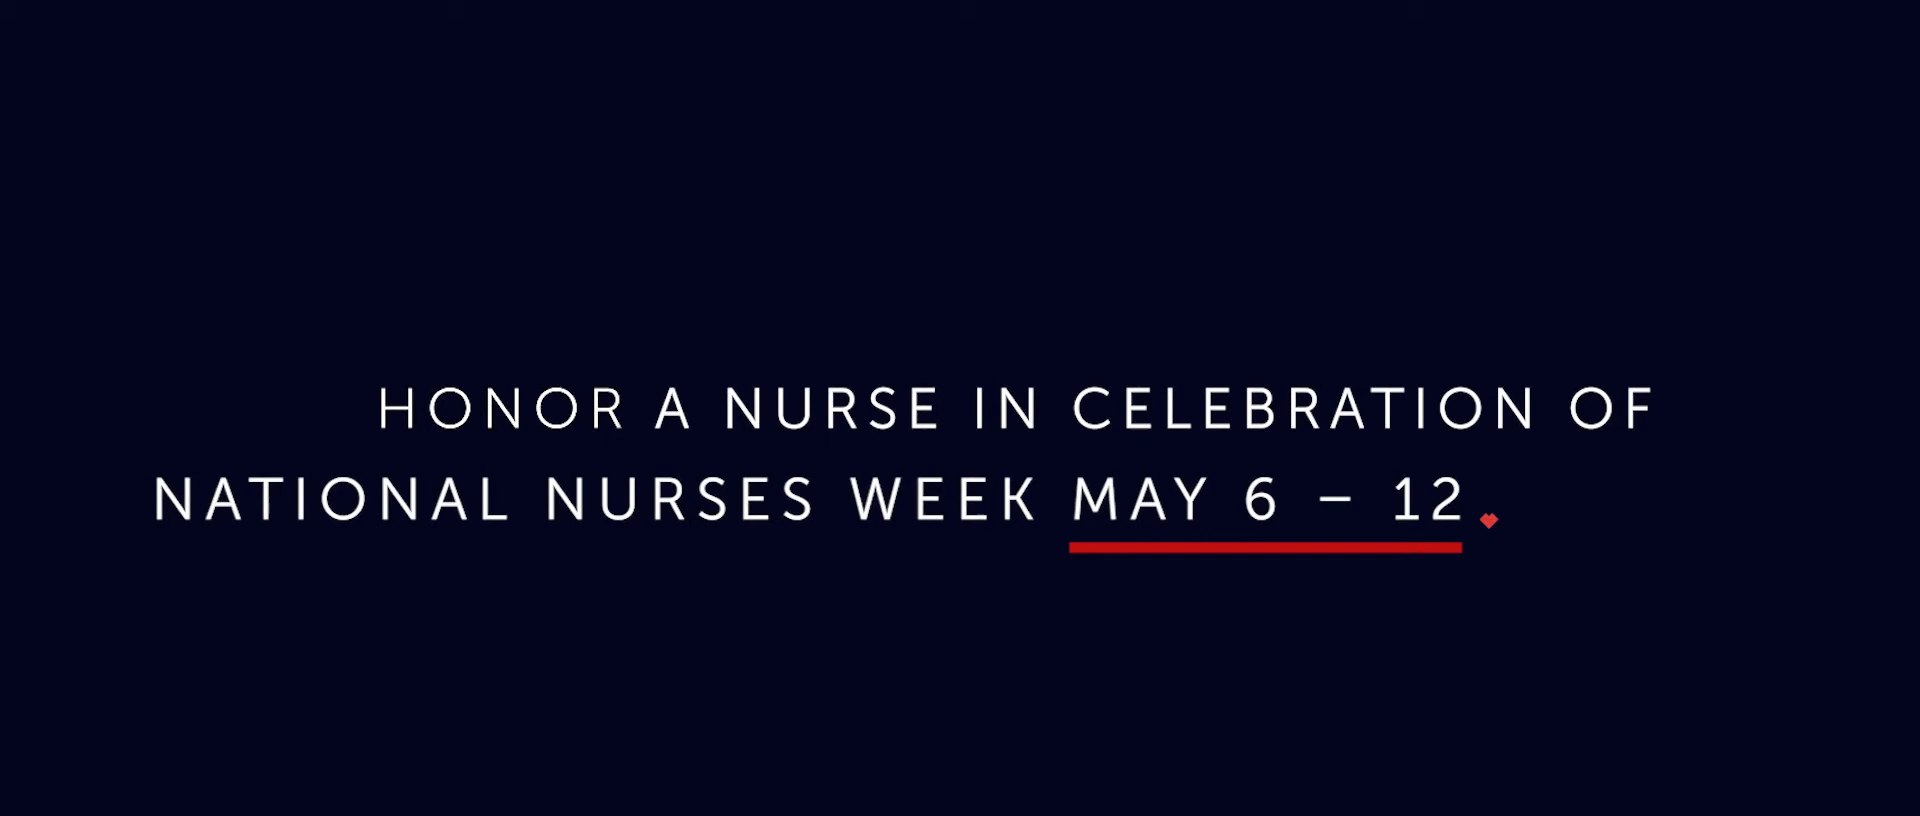 HONOR A NURSE IN CELEBRATION OF
NATIONAL NURSES WEEK MAY 6 – 12.